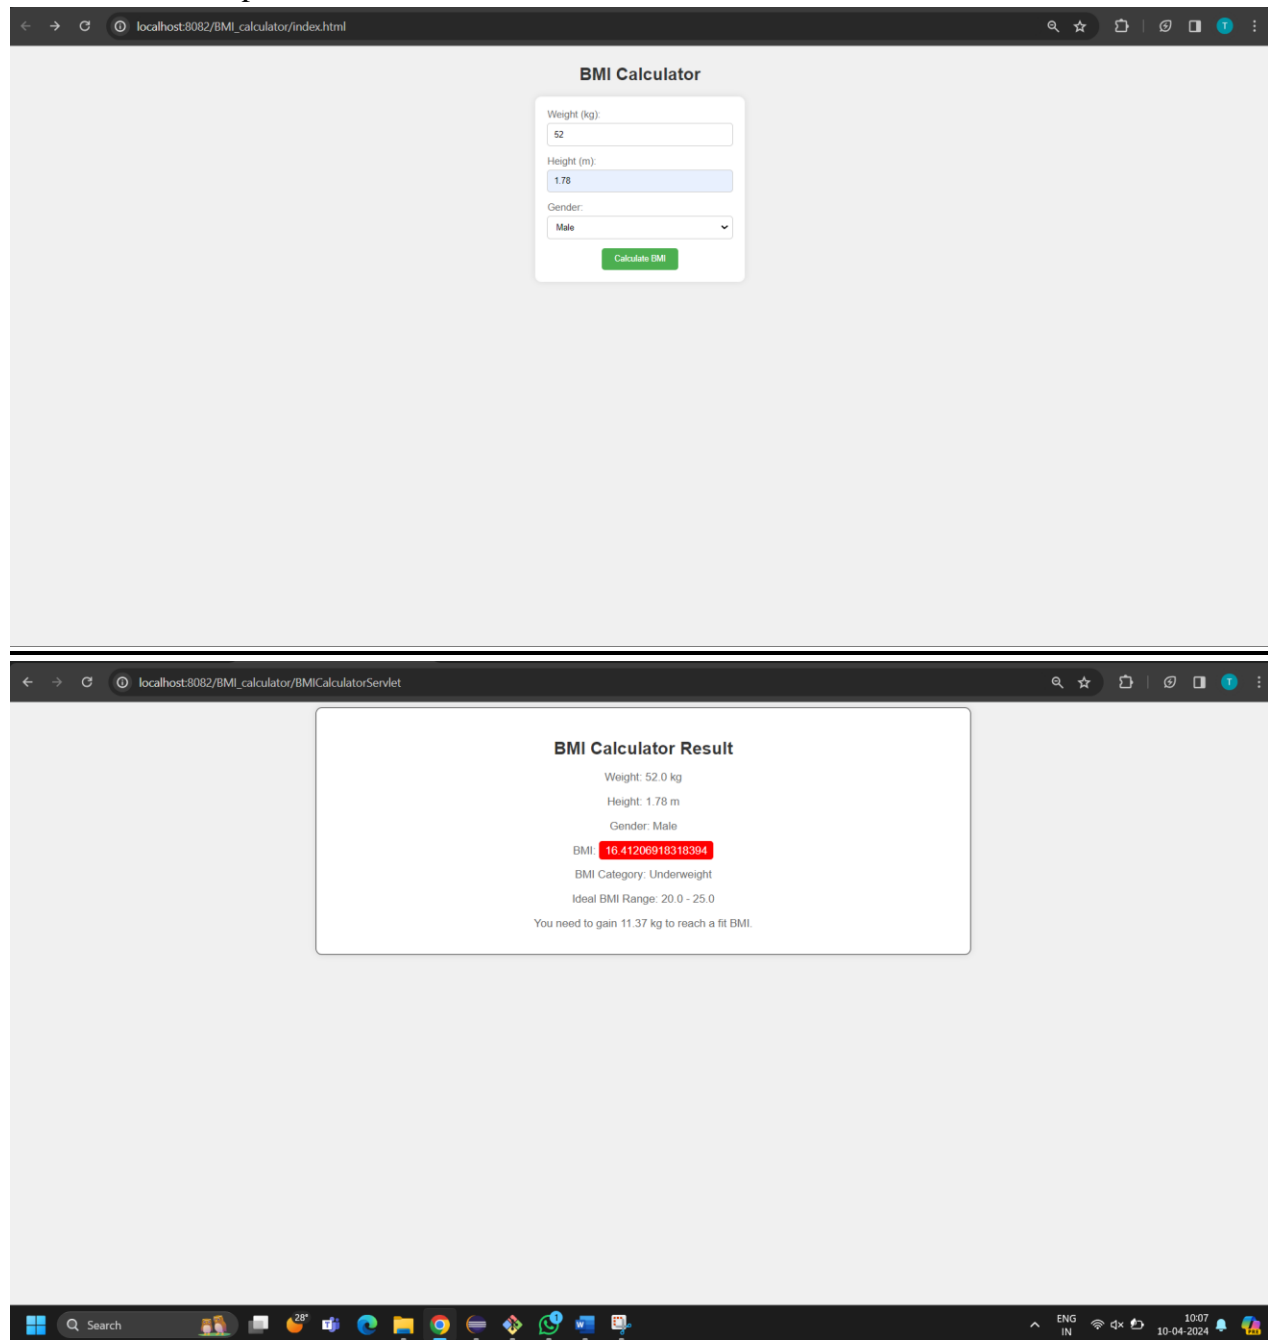 localhost:8082/BMI_calculator/index.html
T
BMI Calculator
Weight (kg):
52
Height (m):
1.78
Gender:
Male
Calculate BMI
localhost:8082/BMI_calculator/BMICalculatorServlet
T
BMI Calculator Result
Weight: 52.0 kg
Height: 1.78 m
Gender: Male
BMI: 16.41206918318394
BMI Category: Underweight
Ideal BMI Range: 20.0 - 25.0
You need to gain 11.37 kg to reach a fit BMI.
Search
28°
ENG
IN
10:07
10-04-2024